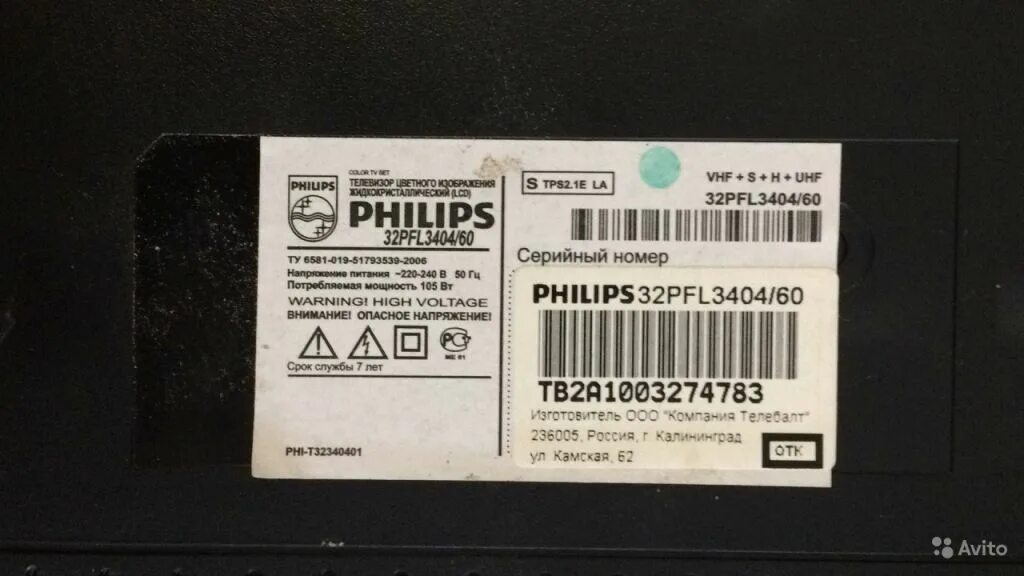 COLOR TV SET
ТЕЛЕВИЗОР ЦВЕТНОГО ИЗОБРАЖЕНИЯ
ЖИДКОКРИСТАЛЛИЧЕСКИЙ (LCD)
PHILIPS
PHILIPS
32PFL3404/60
ТУ 6581-019-51793539-2006
Напряжение питания ~220-240 В 50 Гц
Потребляемая мощность 105 Вт
WARNING! HIGH VOLTAGE
ВНИМАНИЕ! ОПАСНОЕ НАПРЯЖЕНИЕ!
ME 61
Срок службы 7 лет
PHI-T32340401
S TPS2.1E LA
VHF + S + H + UHF
32PFL3404/60
Серийный номер
PHILIPS 32PFL3404/60
TB2A1003274783
Изготовитель ООО "Компания Телебалт"
236005, Россия, г. Калининград
ул. Камская, 62
ОТК
Avito